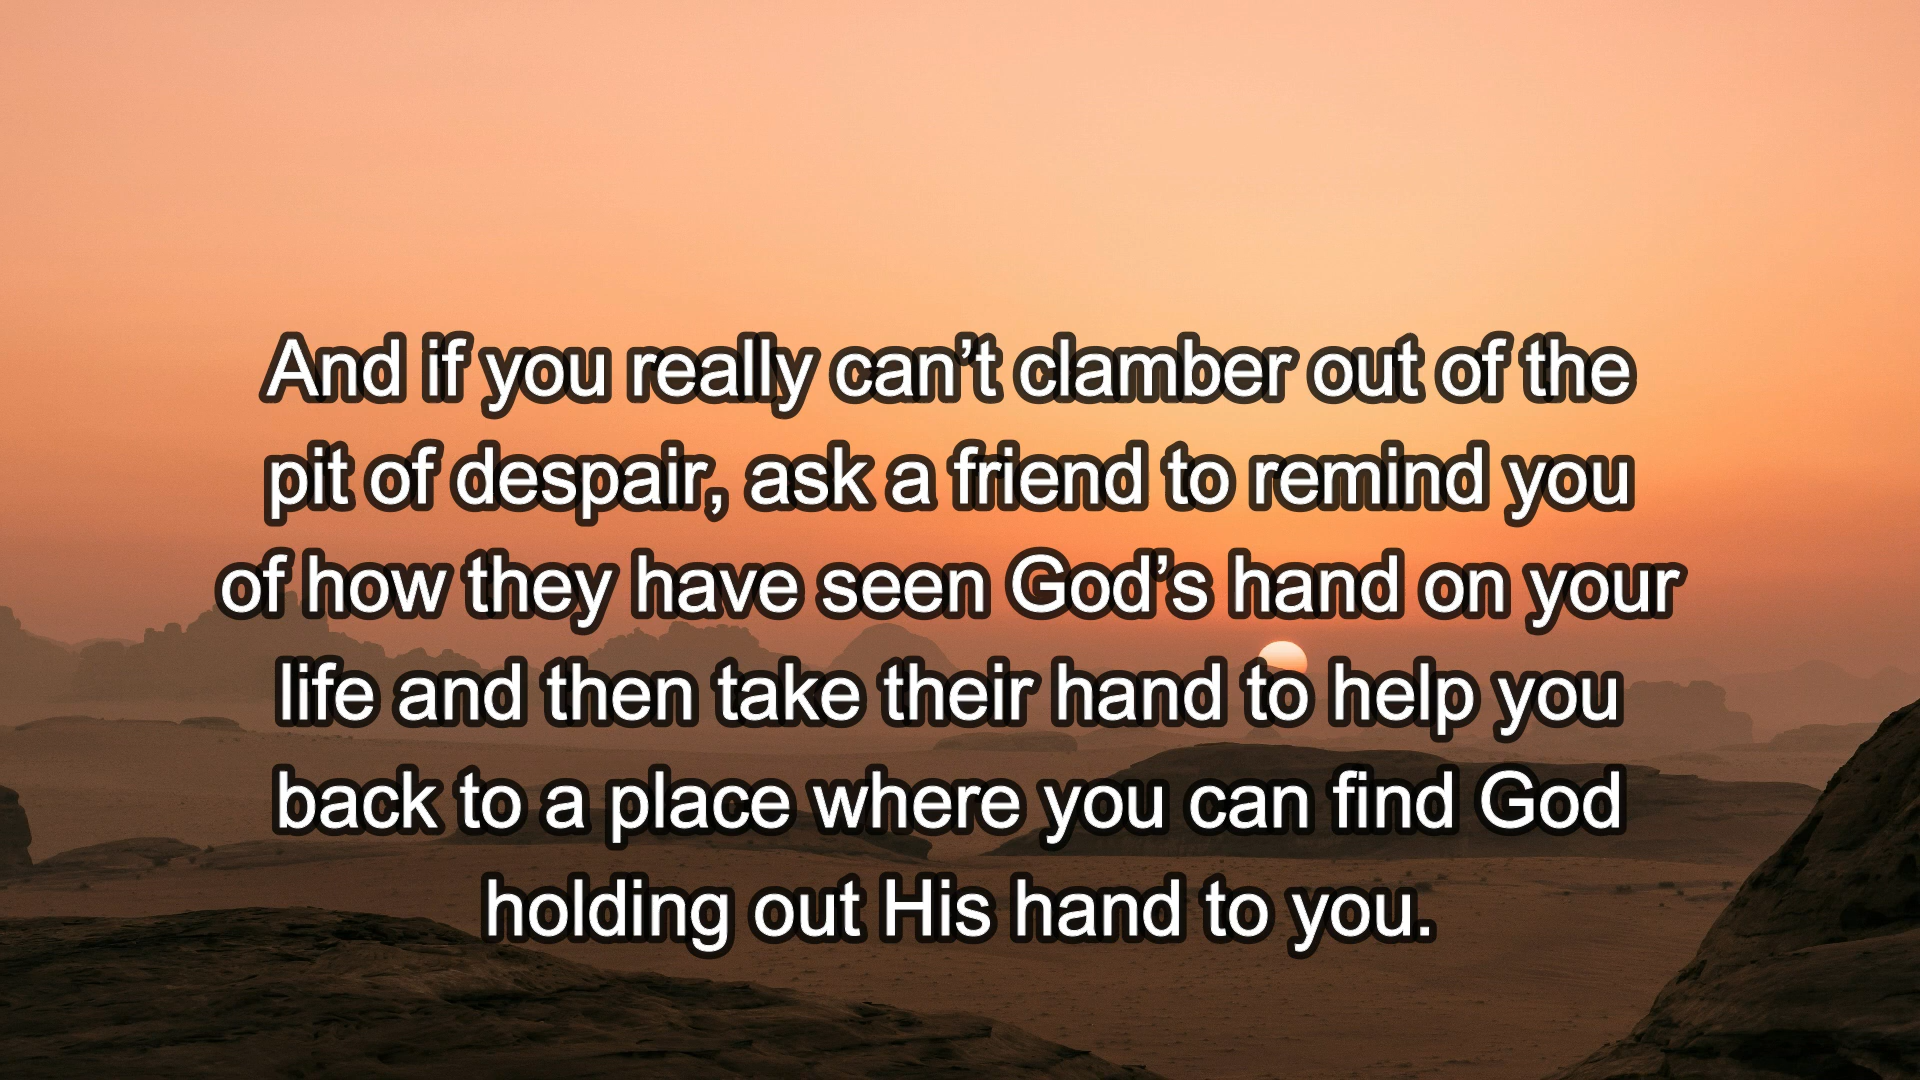 And if you really can’t clamber out of the
pit of despair, ask a friend to remind you
of how they have seen God’s hand on your
life and then take their hand to help you
back to a place where you can find God
holding out His hand to you.